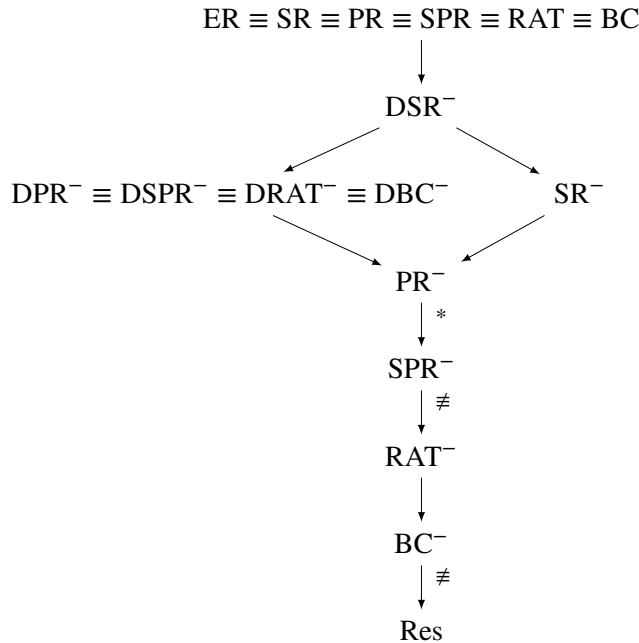 ER ≡ SR ≡ PR ≡ SPR ≡ RAT ≡ BC
DSR⁻
DPR⁻ ≡ DSPR⁻ ≡ DRAT⁻ ≡ DBC⁻ SR⁻
PR⁻
*
SPR⁻
≢
RAT⁻
BC⁻
≢
Res